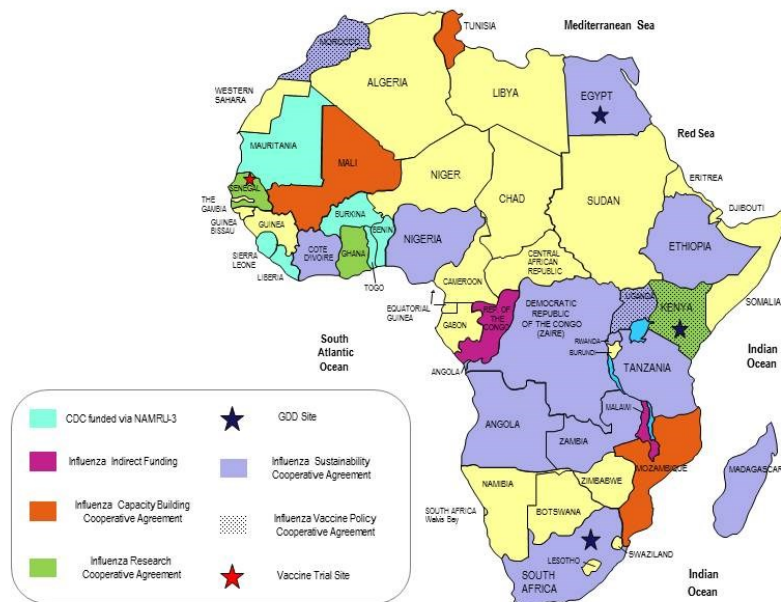 Mediterranean Sea
TUNISIA
MOROCCO
ALGERIA
LIBYA
EGYPT
WESTERN
SAHARA
Red Sea
MAURITANIA
MALI
NIGER
CHAD
SUDAN
ERITREA
DJIBOUTI
SENEGAL
THE
GAMBIA
GUINEA
BISSAU
GUINEA
BURKINA
BENIN
NIGERIA
ETHIOPIA
SIERRA
LEONE
COTE
D'IVOIRE
GHANA
LIBERIA
TOGO
CENTRAL
AFRICAN
REPUBLIC
CAMEROON
SOMALIA
EQUATORIAL
GUINEA
GABON
REP. OF
THE
CONGO
DEMOCRATIC
REPUBLIC
OF THE CONGO
(ZAIRE)
UGANDA
KENYA
RWANDA
BURUNDI
South
Atlantic
Ocean
Indian
Ocean
ANGOLA
TANZANIA
MALAIM
ANGOLA
ZAMBIA
MOZAMBIQUE
MADAGASCAR
NAMIBIA
ZIMBABWE
BOTSWANA
SOUTH AFRICA
Walvis Bay
SWAZILAND
LESOTHO
SOUTH
AFRICA
Indian
Ocean
CDC funded via NAMRU-3
GDD Site
Influenza Indirect Funding
Influenza Sustainability
Cooperative Agreement
Influenza Capacity Building
Cooperative Agreement
Influenza Vaccine Policy
Cooperative Agreement
Influenza Research
Cooperative Agreement
Vaccine Trial Site